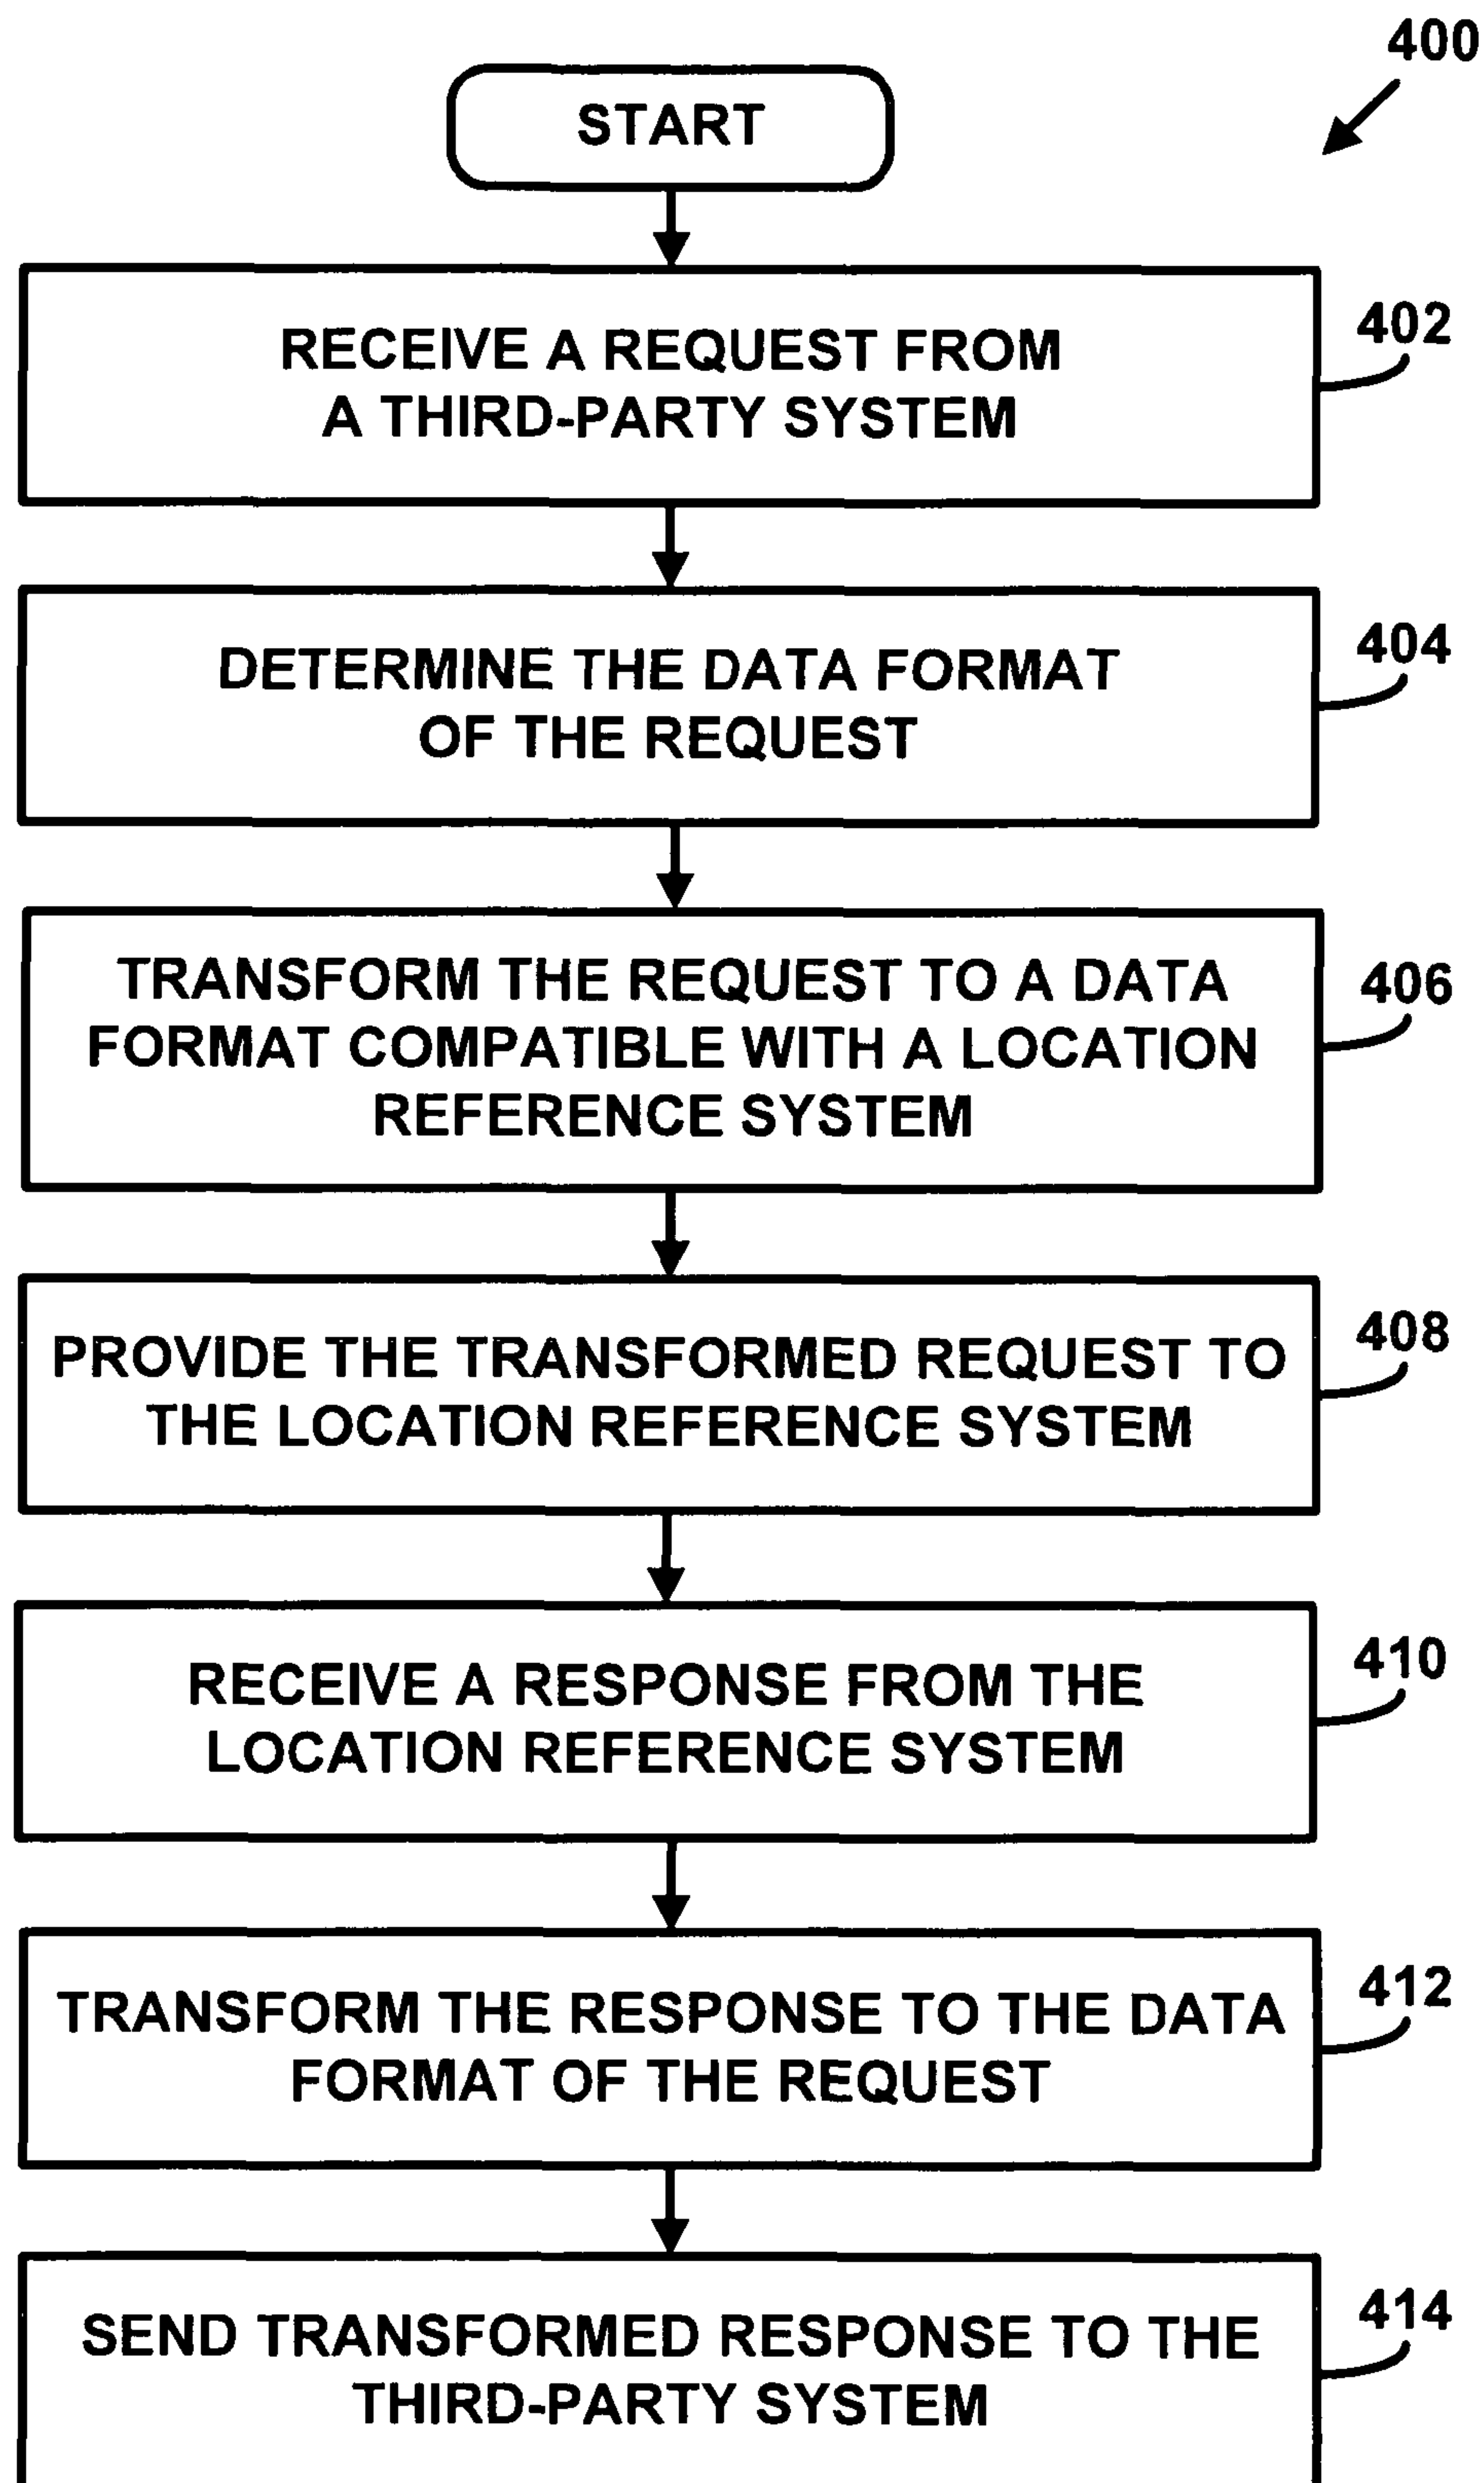 400
START
RECEIVE A REQUEST FROM
A THIRD-PARTY SYSTEM
402
DETERMINE THE DATA FORMAT
OF THE REQUEST
404
TRANSFORM THE REQUEST TO A DATA
FORMAT COMPATIBLE WITH A LOCATION
REFERENCE SYSTEM
406
PROVIDE THE TRANSFORMED REQUEST TO
THE LOCATION REFERENCE SYSTEM
408
RECEIVE A RESPONSE FROM THE
LOCATION REFERENCE SYSTEM
410
TRANSFORM THE RESPONSE TO THE DATA
FORMAT OF THE REQUEST
412
SEND TRANSFORMED RESPONSE TO THE
THIRD-PARTY SYSTEM
414